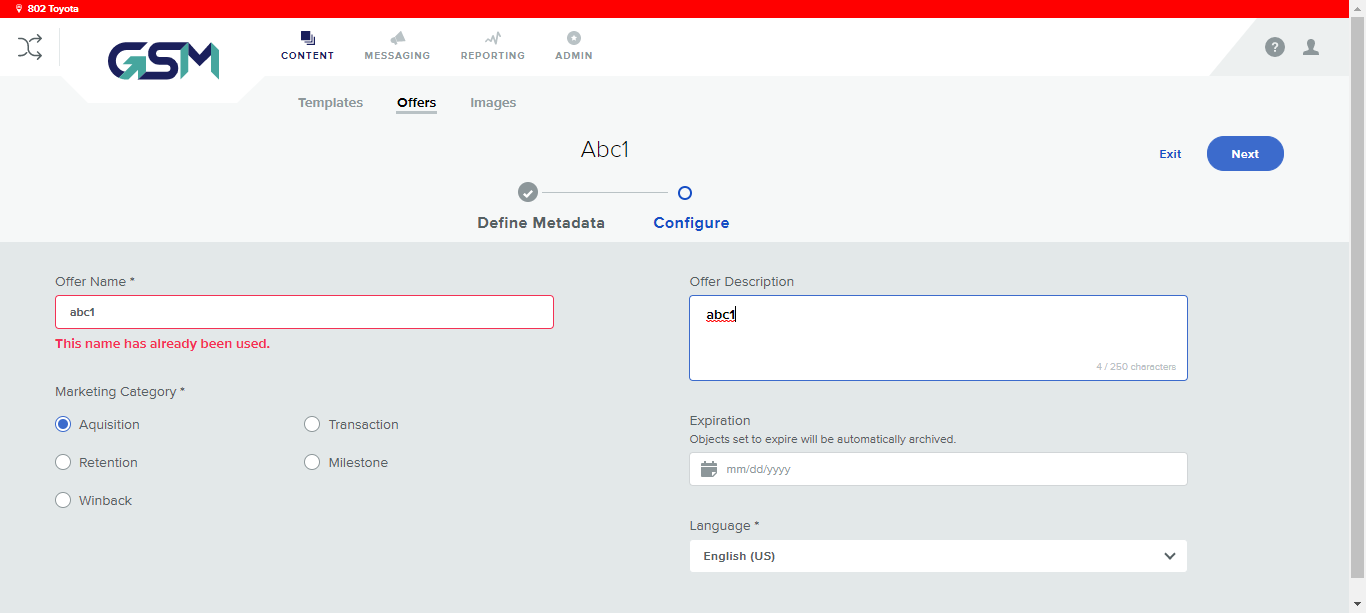 802 Toyota
GSM
CONTENT
MESSAGING
REPORTING
ADMIN
?
Templates
Offers
Images
Abc1
Exit
Next
Define Metadata
Configure
Offer Name *
abc1
This name has already been used.
Marketing Category *
Aquisition
Transaction
Retention
Milestone
Winback
Offer Description
abc1
4 / 250 characters
Expiration
Objects set to expire will be automatically archived.
mm/dd/yyyy
Language *
English (US)